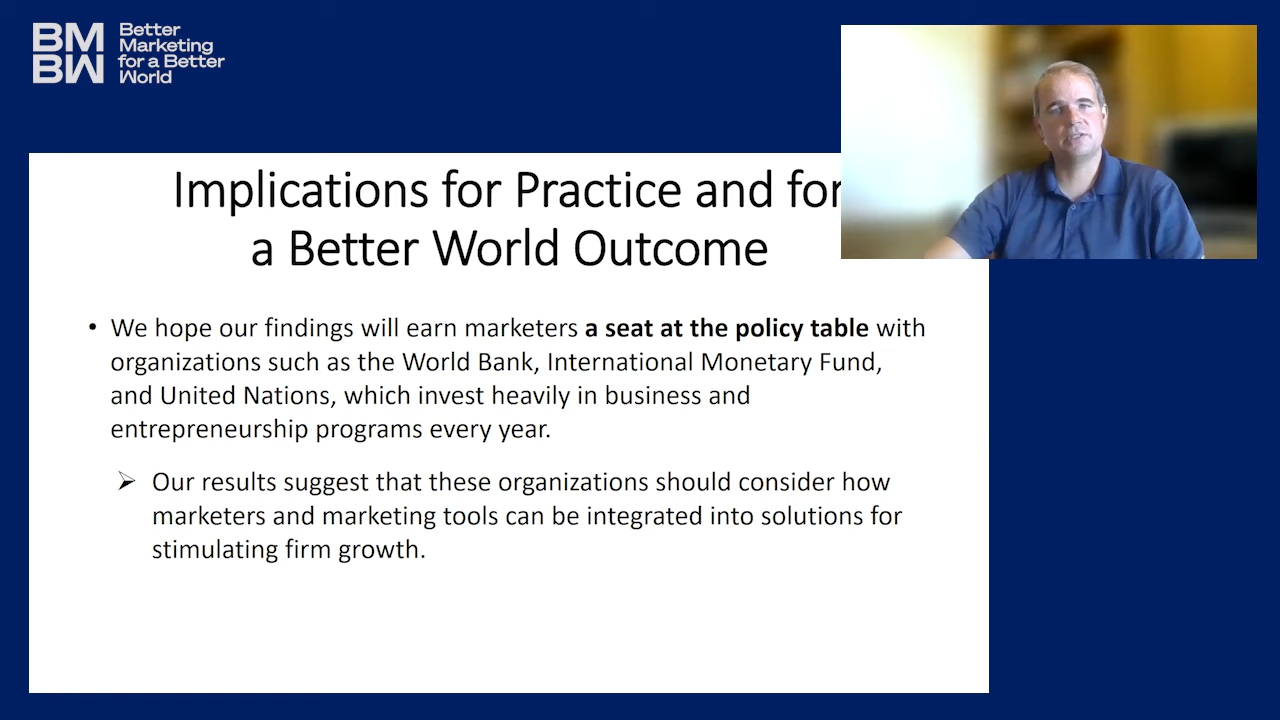 BM
BW
Better
Marketing
for a Better
World
Implications for Practice and for
a Better World Outcome
• We hope our findings will earn marketers a seat at the policy table with
organizations such as the World Bank, International Monetary Fund,
and United Nations, which invest heavily in business and
entrepreneurship programs every year.
➢ Our results suggest that these organizations should consider how
marketers and marketing tools can be integrated into solutions for
stimulating firm growth.